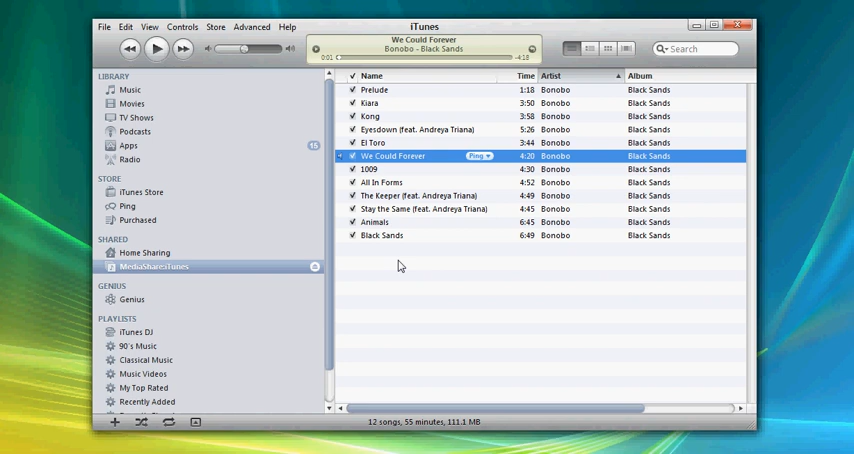 iTunes
File Edit View Controls Store Advanced Help
We Could Forever
Bonobo - Black Sands
0:01 -4:18
Search
LIBRARY
Music
Movies
TV Shows
Podcasts
Apps 15
Radio
STORE
iTunes Store
Ping
Purchased
SHARED
Home Sharing
MediaShare:iTunes
GENIUS
Genius
PLAYLISTS
iTunes DJ
90's Music
Classical Music
Music Videos
My Top Rated
Recently Added
Name Time Artist Album
Prelude 1:18 Bonobo Black Sands
Kiara 3:50 Bonobo Black Sands
Kong 3:58 Bonobo Black Sands
Eyesdown (feat. Andreya Triana) 5:26 Bonobo Black Sands
El Toro 3:44 Bonobo Black Sands
We Could Forever Ping 4:20 Bonobo Black Sands
1009 4:30 Bonobo Black Sands
All In Forms 4:52 Bonobo Black Sands
The Keeper (feat. Andreya Triana) 4:49 Bonobo Black Sands
Stay the Same (feat. Andreya Triana) 4:45 Bonobo Black Sands
Animals 6:45 Bonobo Black Sands
Black Sands 6:49 Bonobo Black Sands
12 songs, 55 minutes, 111.1 MB